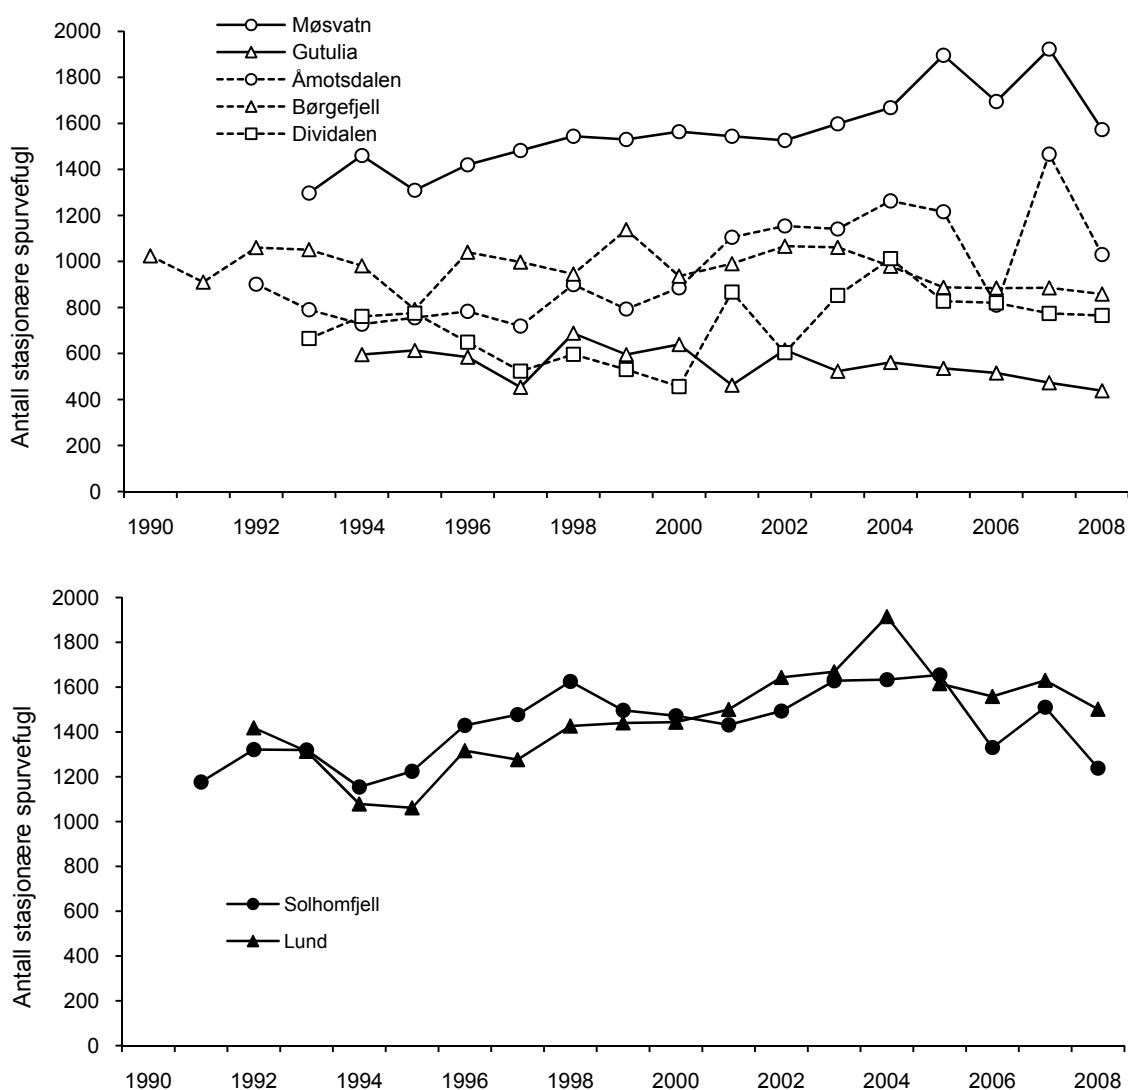 Møsvatn
Gutulia
Åmotsdalen
Børgefjell
Dividalen
Antall stasjonære spurvefugl
2000
1800
1600
1400
1200
1000
800
600
400
200
0
1990 1992 1994 1996 1998 2000 2002 2004 2006 2008
Antall stasjonære spurvefugl
2000
1800
1600
1400
1200
1000
800
600
400
200
0
Solhomfjell
Lund
1990 1992 1994 1996 1998 2000 2002 2004 2006 2008